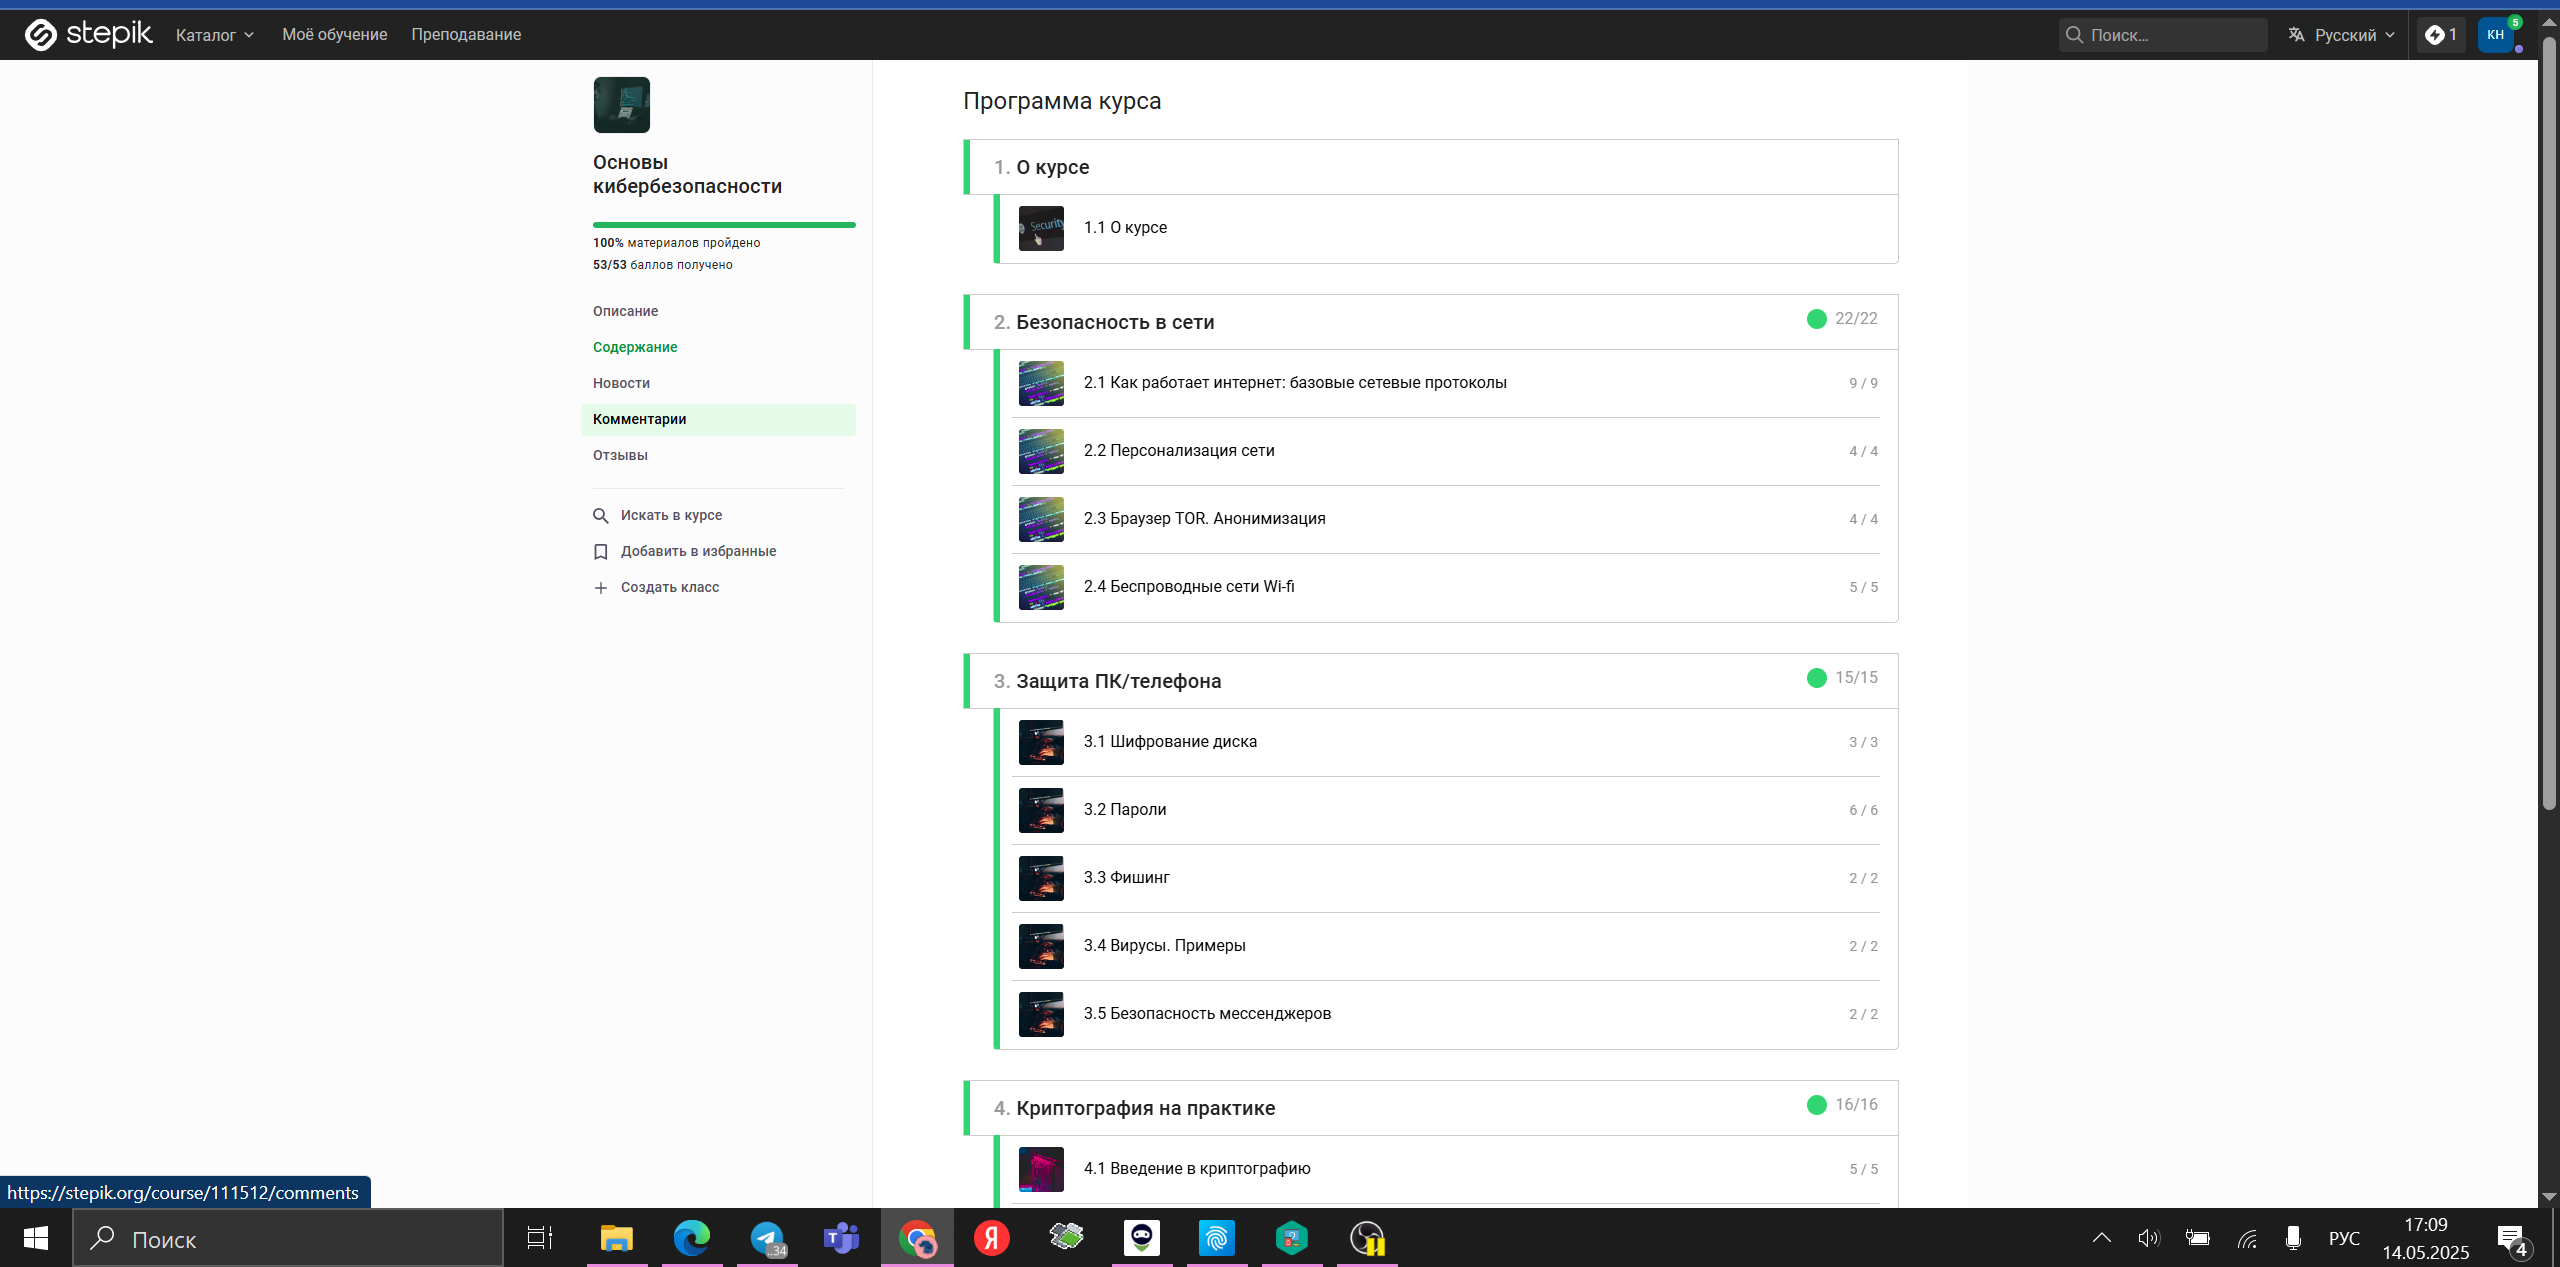 stepik
Каталог
Моё обучение
Преподавание
Поиск...
Русский
1
КН
5
Основы
кибербезопасности
100% материалов пройдено
53/53 баллов получено
Описание
Содержание
Новости
Комментарии
Отзывы
Искать в курсе
Добавить в избранные
Создать класс
Программа курса
1. О курсе
Security
1.1 О курсе
2. Безопасность в сети
22/22
2.1 Как работает интернет: базовые сетевые протоколы
9 / 9
2.2 Персонализация сети
4 / 4
2.3 Браузер TOR. Анонимизация
4 / 4
2.4 Беспроводные сети Wi-fi
5 / 5
3. Защита ПК/телефона
15/15
3.1 Шифрование диска
3 / 3
3.2 Пароли
6 / 6
3.3 Фишинг
2 / 2
3.4 Вирусы. Примеры
2 / 2
3.5 Безопасность мессенджеров
2 / 2
4. Криптография на практике
16/16
4.1 Введение в криптографию
5 / 5
https://stepik.org/course/111512/comments
Поиск
..34
T
Я
РУС
17:09
14.05.2025
4